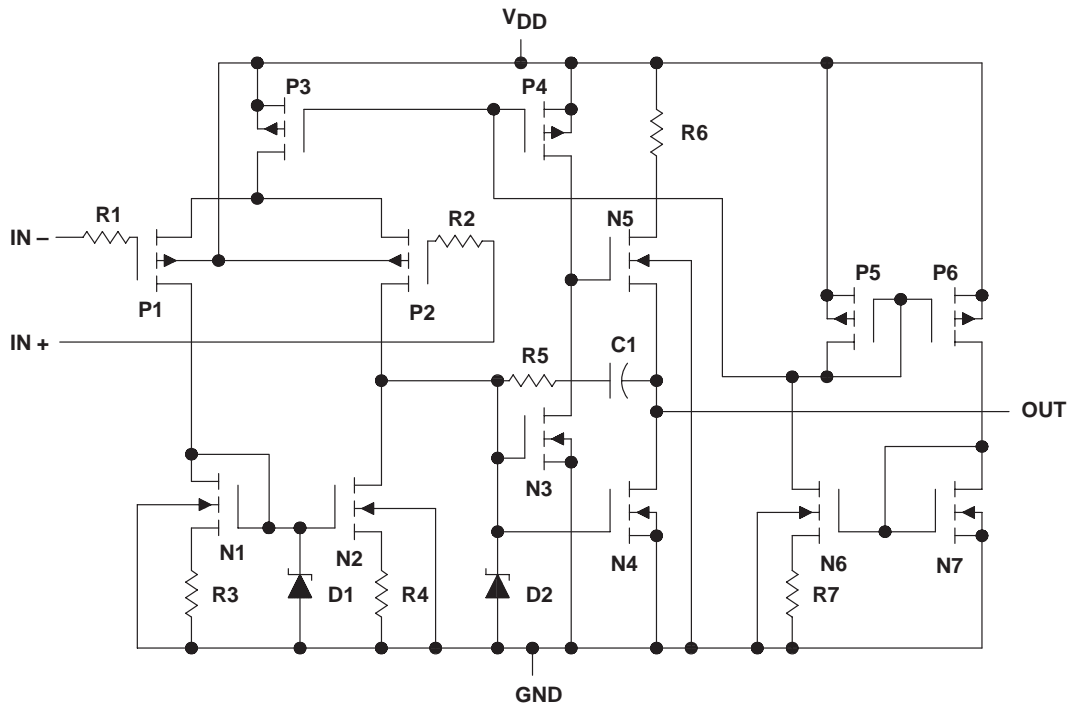 VDD
P3
P4
R6
R1
R2
N5
IN –
P5
P6
P1
P2
IN +
R5
C1
OUT
N3
N1
N2
N4
N6
N7
R3
D1
R4
D2
R7
GND